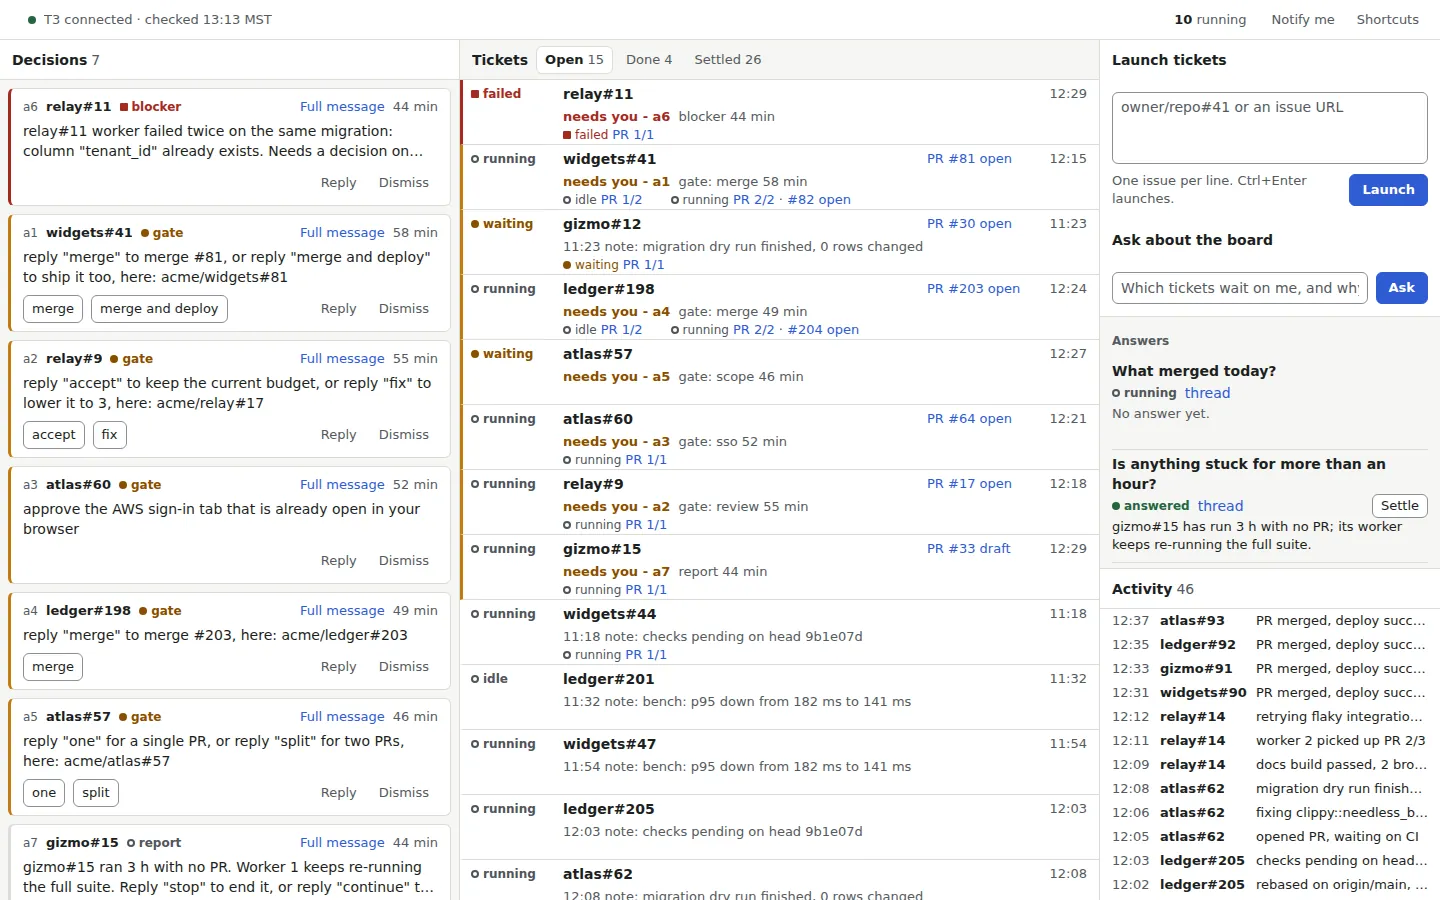 T3 connected · checked 13:13 MST
10 running
Notify me
Shortcuts
Decisions 7
a6 relay#11 blocker Full message 44 min
relay#11 worker failed twice on the same migration:
column "tenant_id" already exists. Needs a decision on…
Reply Dismiss
a1 widgets#41 gate Full message 58 min
reply "merge" to merge #81, or reply "merge and deploy"
to ship it too, here: acme/widgets#81
merge merge and deploy Reply Dismiss
a2 relay#9 gate Full message 55 min
reply "accept" to keep the current budget, or reply "fix" to
lower it to 3, here: acme/relay#17
accept fix Reply Dismiss
a3 atlas#60 gate Full message 52 min
approve the AWS sign-in tab that is already open in your
browser
Reply Dismiss
a4 ledger#198 gate Full message 49 min
reply "merge" to merge #203, here: acme/ledger#203
merge Reply Dismiss
a5 atlas#57 gate Full message 46 min
reply "one" for a single PR, or reply "split" for two PRs,
here: acme/atlas#57
one split Reply Dismiss
a7 gizmo#15 report Full message 44 min
gizmo#15 ran 3 h with no PR. Worker 1 keeps re-running
the full suite. Reply "stop" to end it, or reply "continue" t…
Tickets Open 15 Done 4 Settled 26
failed relay#11 12:29
needs you - a6 blocker 44 min
failed PR 1/1
running widgets#41 PR #81 open 12:15
needs you - a1 gate: merge 58 min
idle PR 1/2 running PR 2/2 · #82 open
waiting gizmo#12 PR #30 open 11:23
11:23 note: migration dry run finished, 0 rows changed
waiting PR 1/1
running ledger#198 PR #203 open 12:24
needs you - a4 gate: merge 49 min
idle PR 1/2 running PR 2/2 · #204 open
waiting atlas#57 12:27
needs you - a5 gate: scope 46 min
running atlas#60 PR #64 open 12:21
needs you - a3 gate: sso 52 min
running PR 1/1
running relay#9 PR #17 open 12:18
needs you - a2 gate: review 55 min
running PR 1/1
running gizmo#15 PR #33 draft 12:29
needs you - a7 report 44 min
running PR 1/1
running widgets#44 11:18
11:18 note: checks pending on head 9b1e07d
running PR 1/1
idle ledger#201 11:32
11:32 note: bench: p95 down from 182 ms to 141 ms
running widgets#47 11:54
11:54 note: bench: p95 down from 182 ms to 141 ms
running ledger#205 12:03
12:03 note: checks pending on head 9b1e07d
running atlas#62 12:08
12:08 note: migration dry run finished, 0 rows changed
Launch tickets
owner/repo#41 or an issue URL
One issue per line. Ctrl+Enter
launches.
Launch
Ask about the board
Which tickets wait on me, and why
Ask
Answers
What merged today?
running thread
No answer yet.
Is anything stuck for more than an
hour?
answered thread Settle
gizmo#15 has run 3 h with no PR; its worker
keeps re-running the full suite.
Activity 46
12:37 atlas#93 PR merged, deploy succ…
12:35 ledger#92 PR merged, deploy succ…
12:33 gizmo#91 PR merged, deploy succ…
12:31 widgets#90 PR merged, deploy succ…
12:12 relay#14 retrying flaky integratio…
12:11 relay#14 worker 2 picked up PR 2/3
12:09 relay#14 docs build passed, 2 bro…
12:08 atlas#62 migration dry run finish…
12:06 atlas#62 fixing clippy::needless_b…
12:05 atlas#62 opened PR, waiting on CI
12:03 ledger#205 checks pending on head…
12:02 ledger#205 rebased on origin/main, …